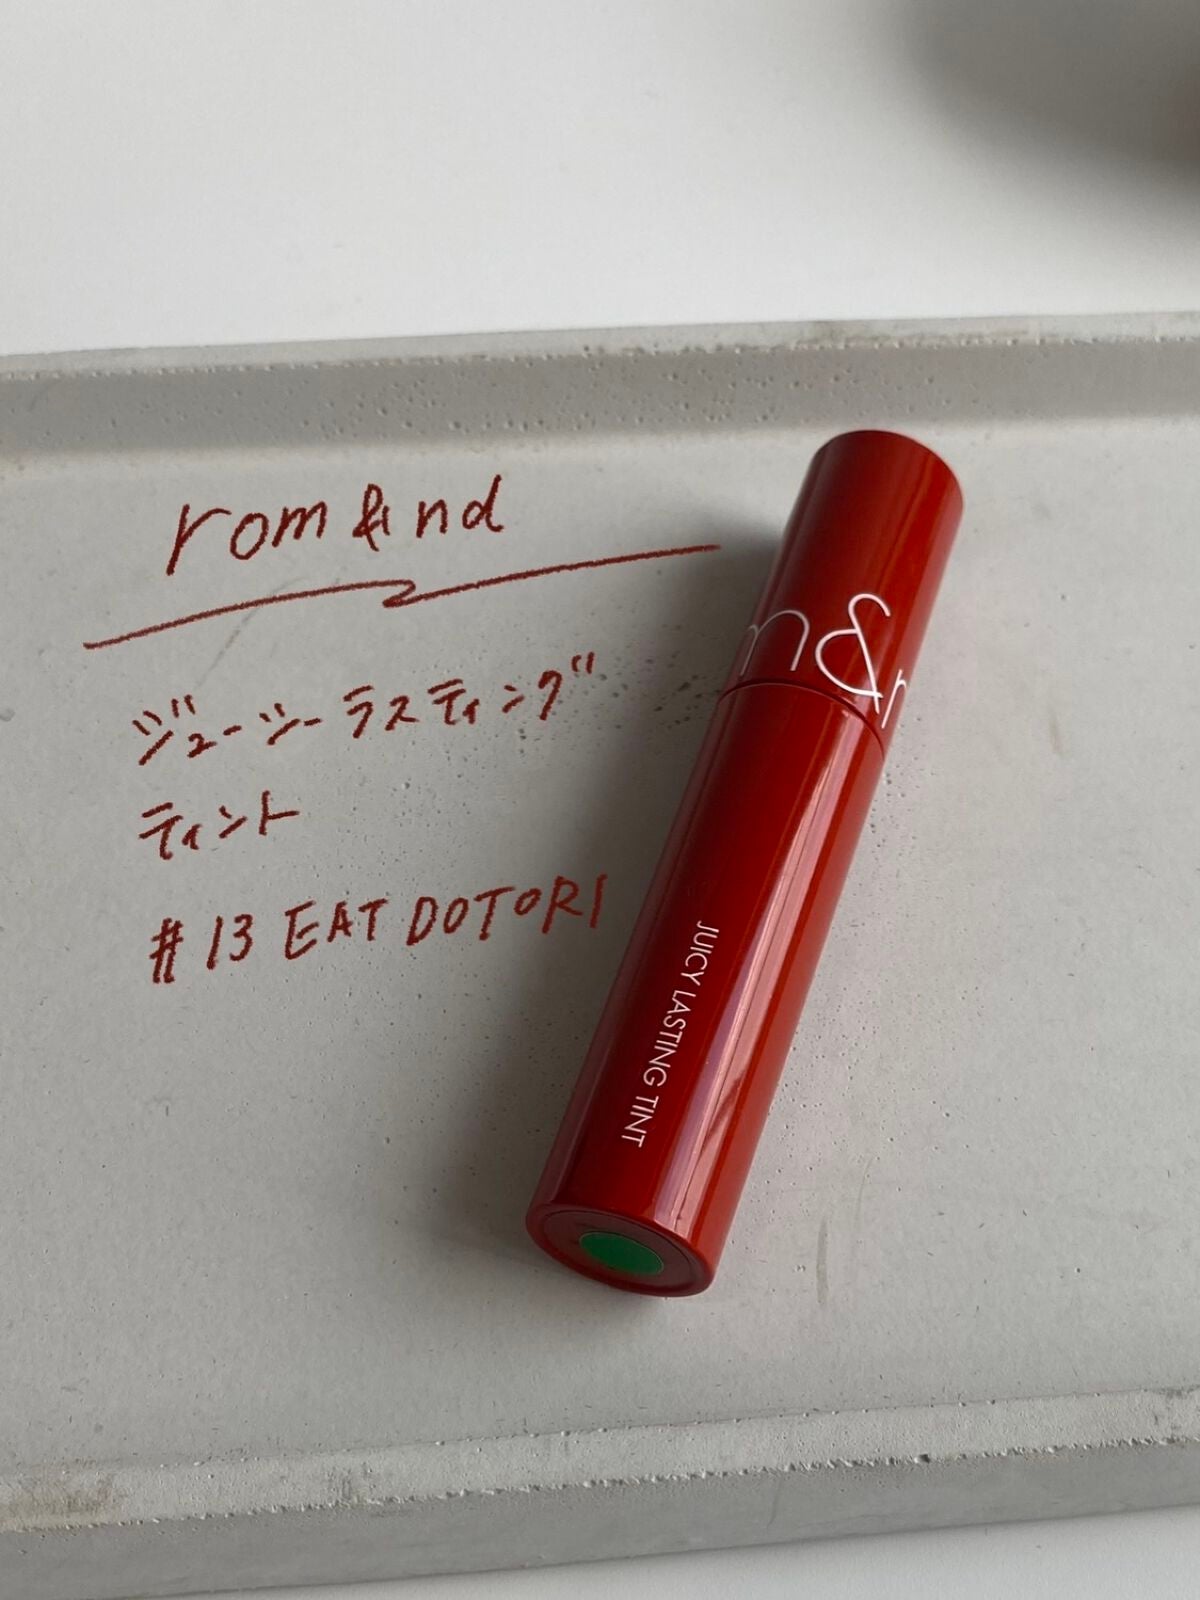 rom&nd
ジューシーラスティング
ティント
#13 EAT DOTORI
m&n
JUICY LASTING TINT